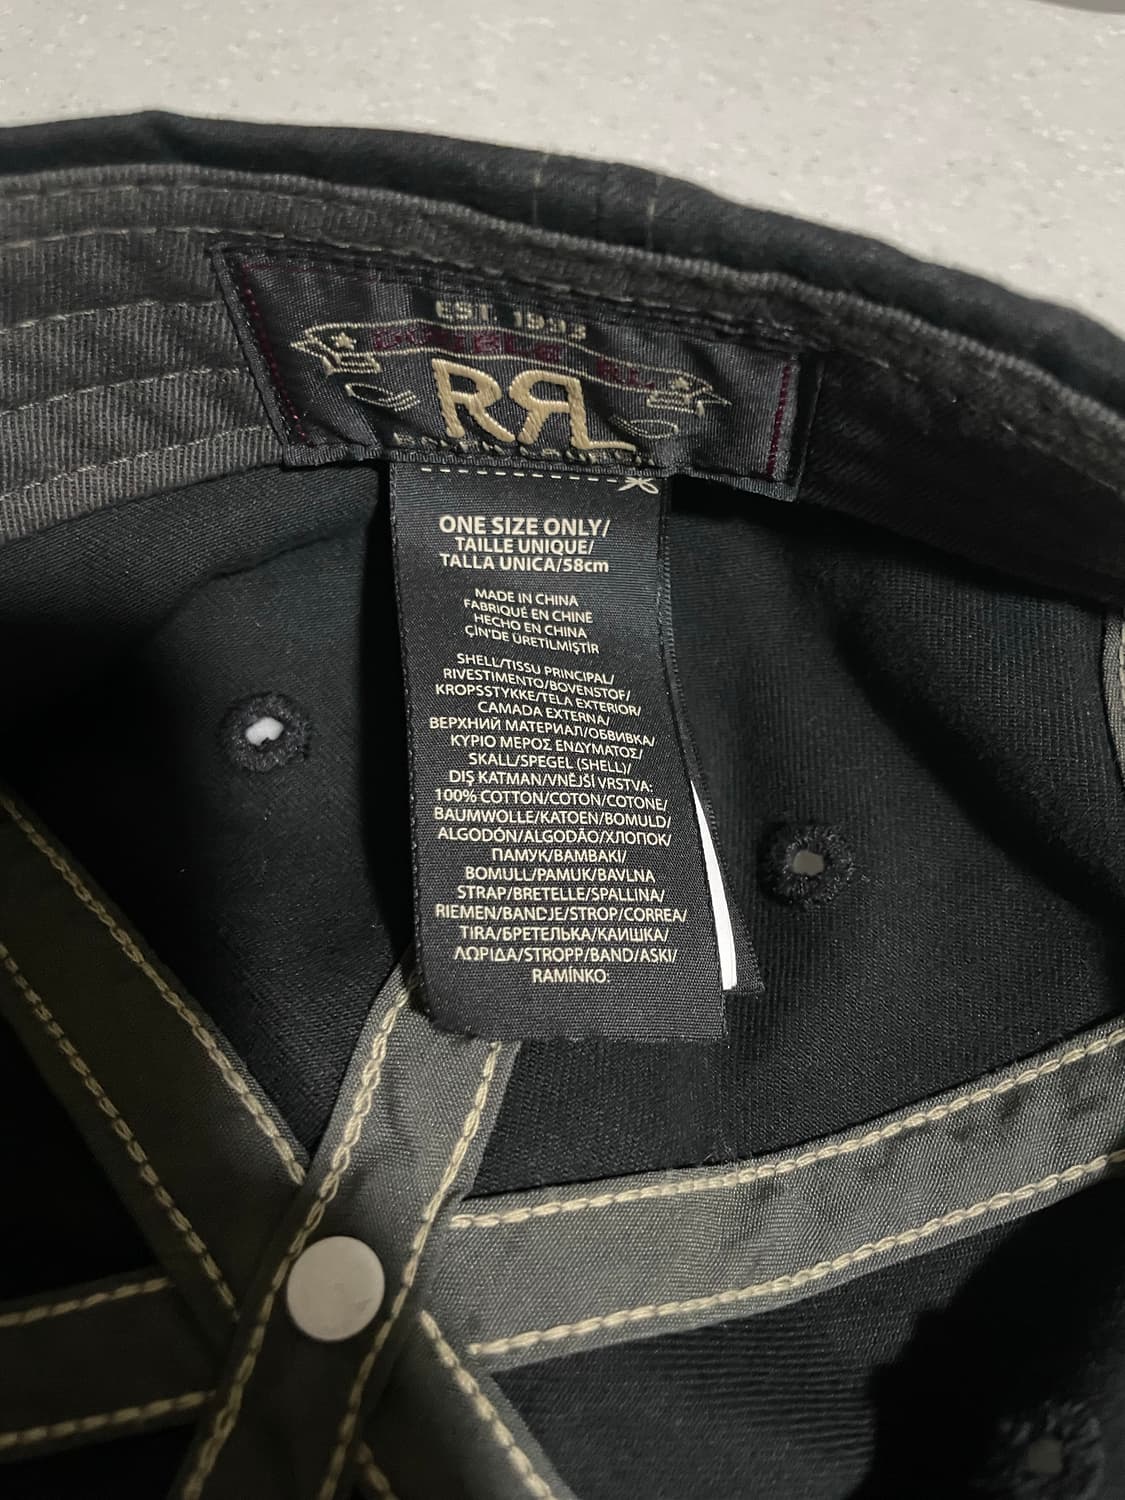 EST. 1993
DOUBLE RL
RRL
ONE SIZE ONLY/
TAILLE UNIQUE/
TALLA UNICA/58cm
MADE IN CHINA
FABRIQUÉ EN CHINE
HECHO EN CHINA
ÇİN'DE ÜRETİLMİŞTİR
SHELL/TISSU PRINCIPAL/
RIVESTIMENTO/BOVENSTOF/
KROPSSTYKKE/TELA EXTERIOR/
CAMADA EXTERNA/
ВЕРХНИЙ МАТЕРИАЛ/ОБВИВКА/
ΚΥΡΙΟ ΜΕΡΟΣ ΕΝΔΥΜΑΤΟΣ/
SKALL/SPEGEL (SHELL)/
DIŞ KATMAN/VNĚJŠÍ VRSTVA:
100% COTTON/COTON/COTONE/
BAUMWOLLE/KATOEN/BOMULD/
ALGODÓN/ALGODÃO/ХЛОПОК/
ПАМУК/ΒΑΜΒΑΚΙ/
BOMULL/PAMUK/BAVLNA
STRAP/BRETELLE/SPALLINA/
RIEMEN/BANDJE/STROP/CORREA/
TIRA/БРЕТЕЛЬКА/КАИШКА/
ΛΩΡΙΔΑ/STROPP/BAND/ASKI/
RAMÍNKO: